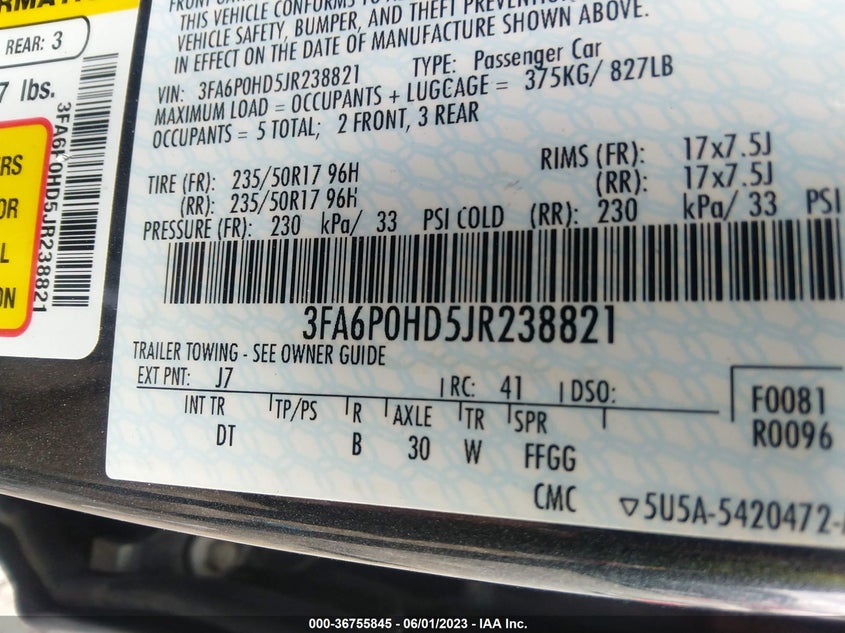 REAR: 3
7 lbs.
3FA6P0HD5JR238821
ERS
OR
L
ON
THIS VEHICLE CONFORMS TO
VEHICLE SAFETY, BUMPER, AND THEFT
IN EFFECT ON THE DATE OF MANUFACTURE SHOWN ABOVE.
VIN: 3FA6P0HD5JR238821 TYPE: Passenger Car
MAXIMUM LOAD = OCCUPANTS + LUGGAGE = 375KG/ 827LB
OCCUPANTS = 5 TOTAL; 2 FRONT, 3 REAR
TIRE (FR): 235/50R17 96H RIMS (FR): 17x7.5J
(RR): 235/50R17 96H (RR): 17x7.5J
PRESSURE (FR): 230 kPa/ 33 PSI COLD (RR): 230 kPa/ 33 PSI
3FA6P0HD5JR238821
TRAILER TOWING - SEE OWNER GUIDE
EXT PNT: J7 RC: 41 DSO:
INT TR TP/PS R AXLE TR SPR
DT B 30 W FFGG
F0081
R0096
CMC ▽5U5A-5420472-
000-36755845 - 06/01/2023 - IAA Inc.